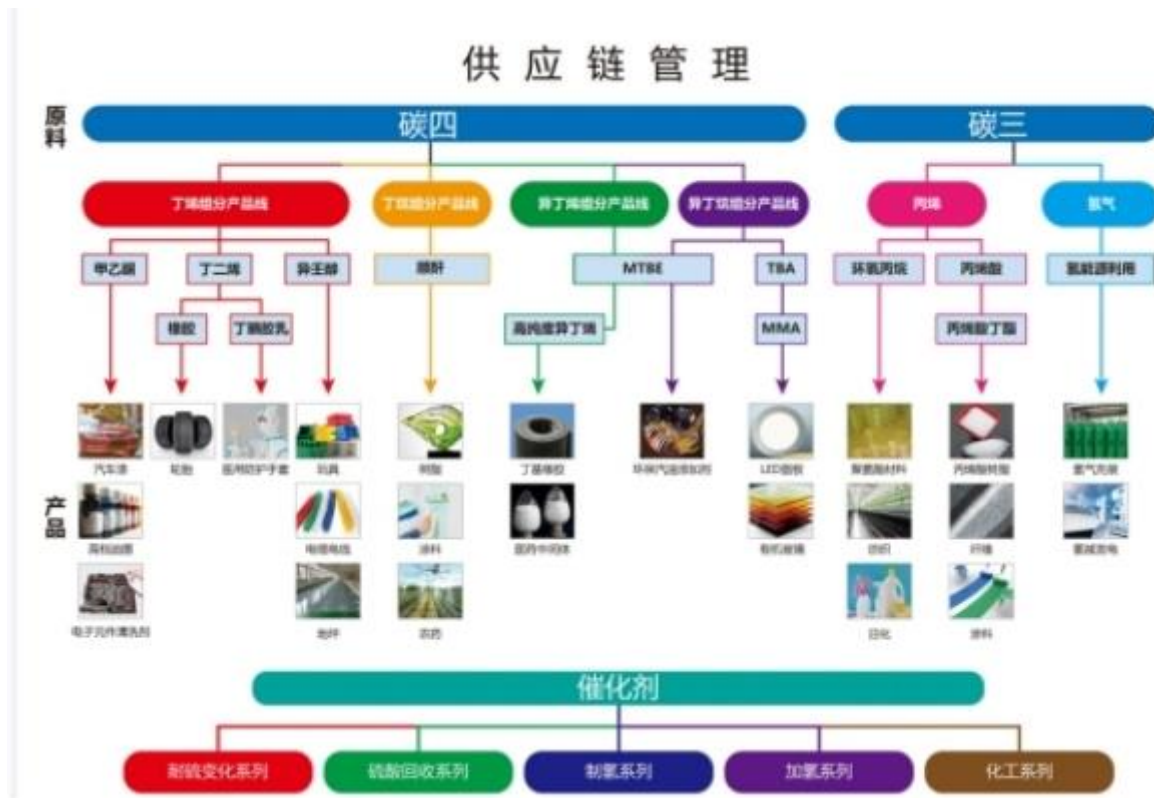 供应链管理
原料
碳四
碳三
丁烯组分产品线
丁烷组分产品线
异丁烯组分产品线
异丁烷组分产品线
丙烯
氢气
甲乙酮
丁二烯
异壬醇
顺酐
MTBE
TBA
环氧丙烷
丙烯酸
氢能源利用
橡胶
丁腈胶乳
高纯度异丁烯
MMA
丙烯酸丁酯
产品
汽车漆
轮胎
医用防护手套
玩具
树脂
丁基橡胶
环保汽油添加剂
LED面板
聚氨酯材料
丙烯酸树脂
氢气充装
高档油墨
电缆电线
涂料
医药中间体
有机玻璃
纺织
纤维
氢能发电
电子元件清洗剂
地坪
农药
日化
涂料
催化剂
耐硫变化系列
硫酸回收系列
制氢系列
加氢系列
化工系列